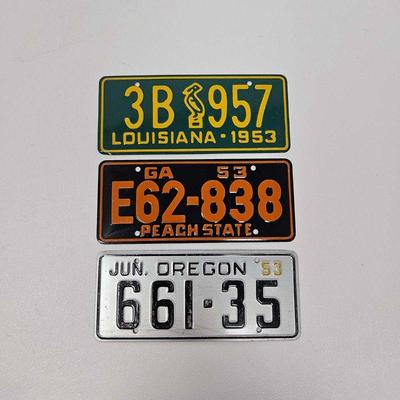 3B 957
LOUISIANA · 1953
GA 53
E62-838
PEACH STATE
JUN. OREGON 53
661·35